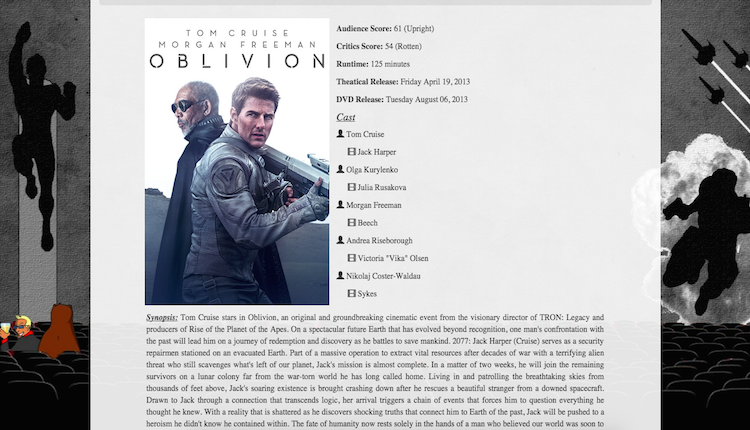 TOM CRUISE
MORGAN FREEMAN
OBLIVION
Audience Score: 61 (Upright)
Critics Score: 54 (Rotten)
Runtime: 125 minutes
Theatical Release: Friday April 19, 2013
DVD Release: Tuesday August 06, 2013
Cast
Tom Cruise
Jack Harper
Olga Kurylenko
Julia Rusakova
Morgan Freeman
Beech
Andrea Riseborough
Victoria "Vika" Olsen
Nikolaj Coster-Waldau
Sykes
Synopsis: Tom Cruise stars in Oblivion, an original and groundbreaking cinematic event from the visionary director of TRON: Legacy and
producers of Rise of the Planet of the Apes. On a spectacular future Earth that has evolved beyond recognition, one man's confrontation with
the past will lead him on a journey of redemption and discovery as he battles to save mankind. 2077: Jack Harper (Cruise) serves as a security
repairmen stationed on an evacuated Earth. Part of a massive operation to extract vital resources after decades of war with a terrifying alien
threat who still scavenges what's left of our planet, Jack's mission is almost complete. In a matter of two weeks, he will join the remaining
survivors on a lunar colony far from the war-torn world he has long called home. Living in and patrolling the breathtaking skies from
thousands of feet above, Jack's soaring existence is brought crashing down after he rescues a beautiful stranger from a downed spacecraft.
Drawn to Jack through a connection that transcends logic, her arrival triggers a chain of events that forces him to question everything he
thought he knew. With a reality that is shattered as he discovers shocking truths that connect him to Earth of the past, Jack will be pushed to a
heroism he didn't know he contained within. The fate of humanity now rests solely in the hands of a man who believed our world was soon to